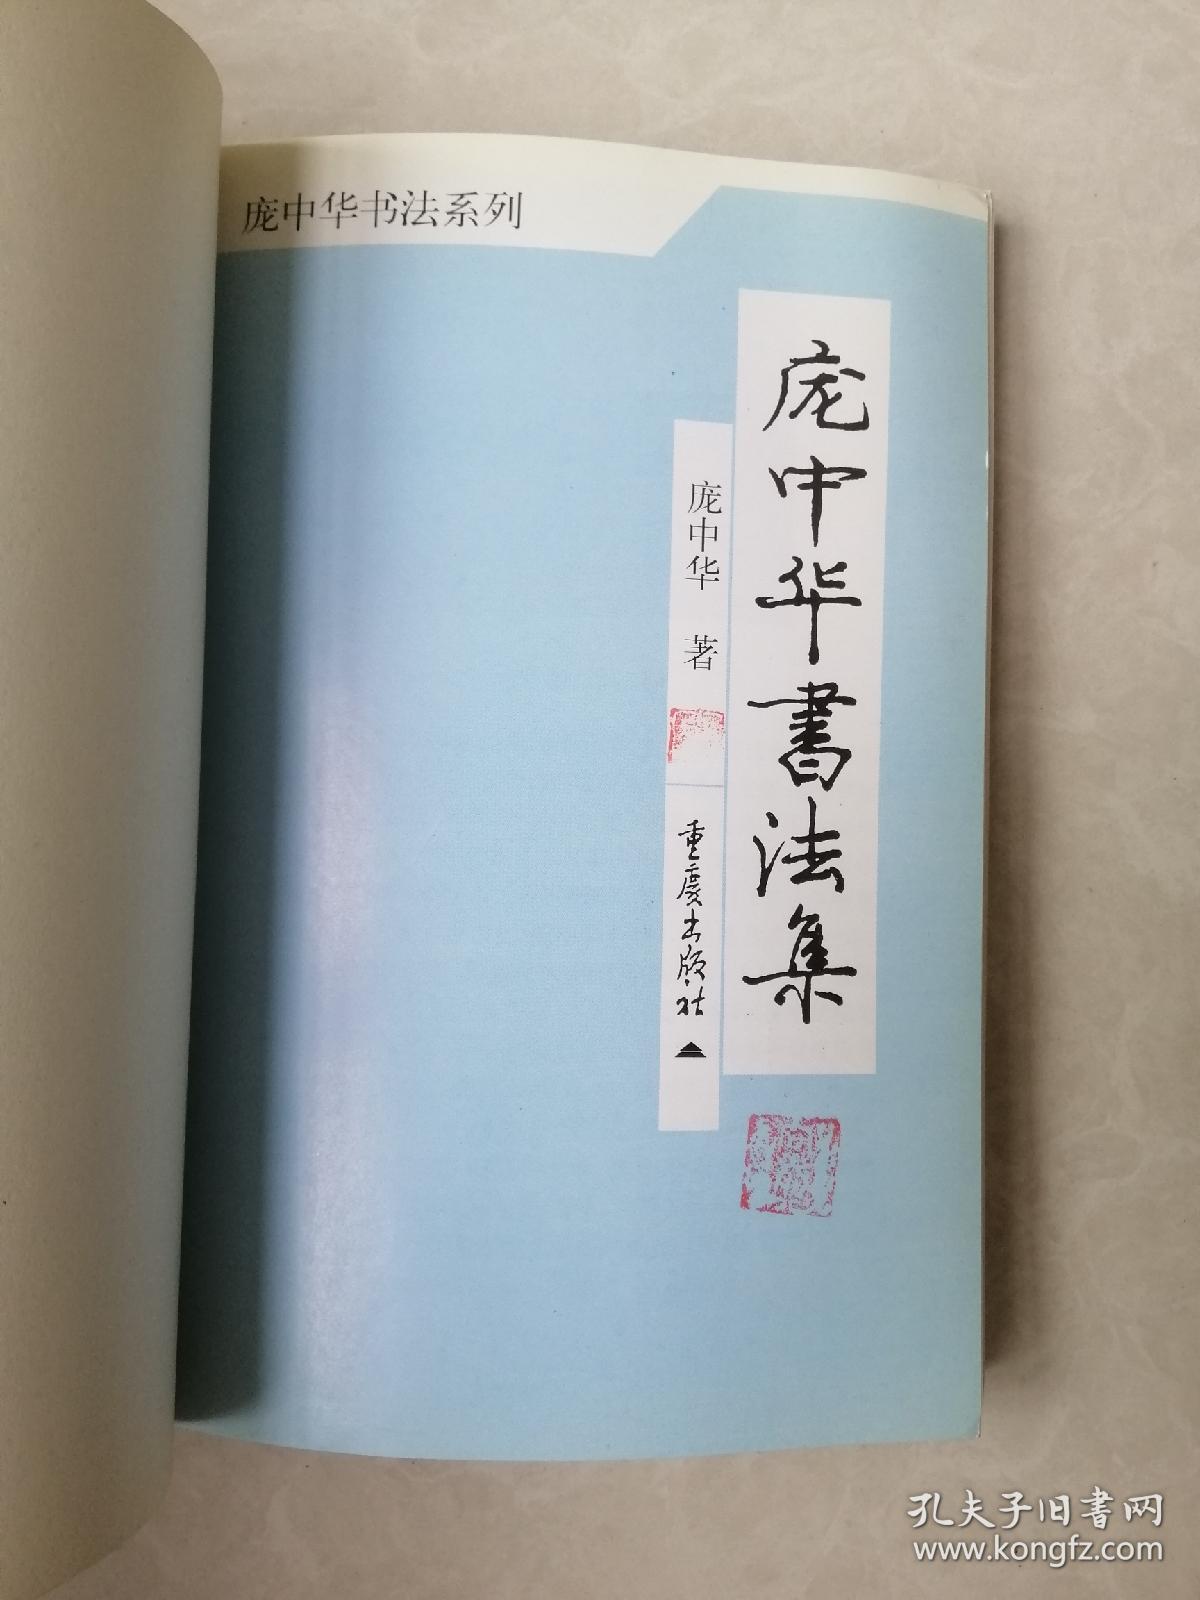 庞中华书法系列
庞中华書法集
庞中华 著
重庆出版社
孔夫子旧書网
www.kongfz.com